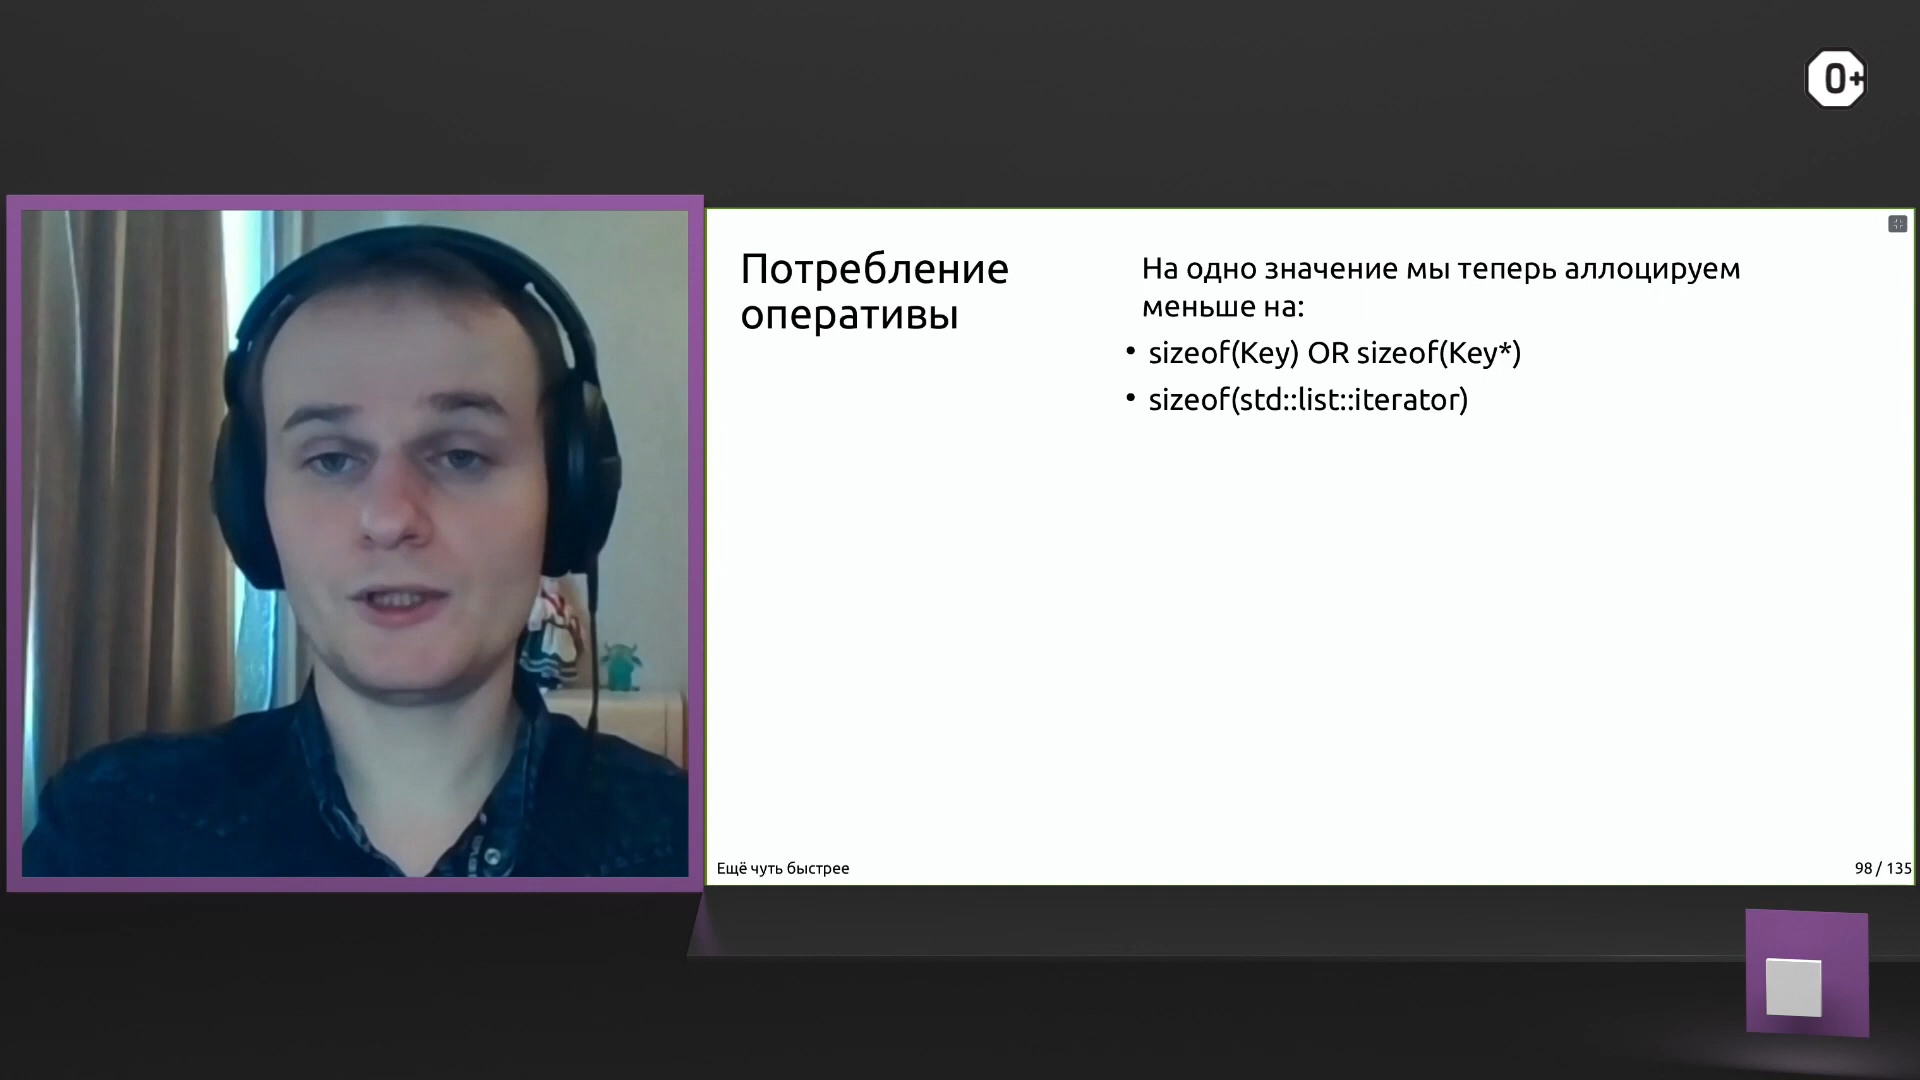 0+
Потребление
оперативы
На одно значение мы теперь аллоцируем
меньше на:
• sizeof(Key) OR sizeof(Key*)
• sizeof(std::list::iterator)
Ещё чуть быстрее
98 / 135